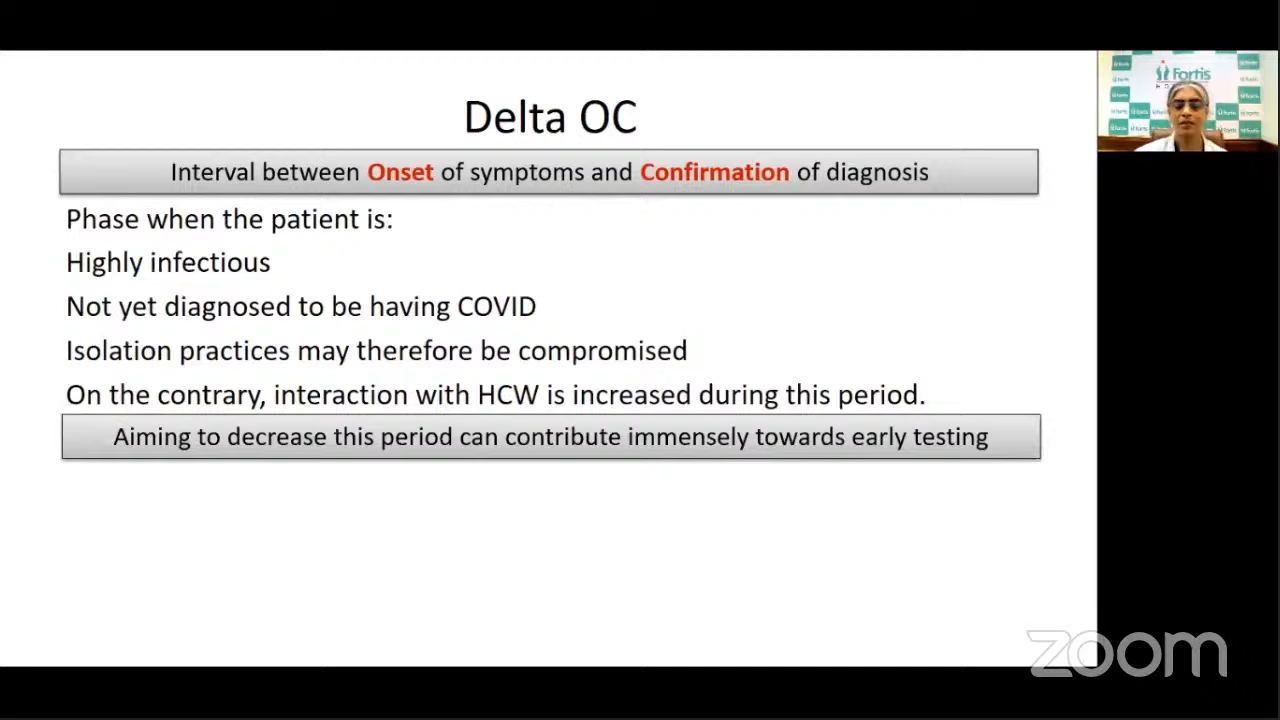 Delta OC
Interval between Onset of symptoms and Confirmation of diagnosis
Phase when the patient is:
Highly infectious
Not yet diagnosed to be having COVID
Isolation practices may therefore be compromised
On the contrary, interaction with HCW is increased during this period.
Aiming to decrease this period can contribute immensely towards early testing
Fortis
zoom